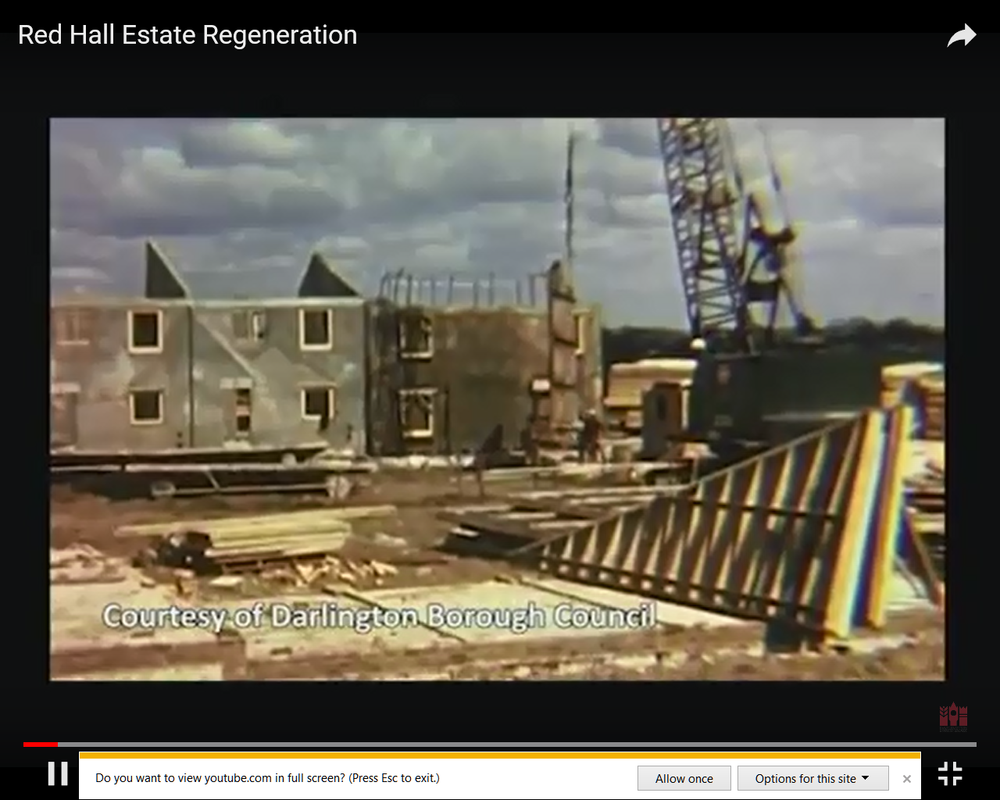 Red Hall Estate Regeneration
Courtesy of Darlington Borough Council
Do you want to view youtube.com in full screen? (Press Esc to exit.)
Allow once
Options for this site